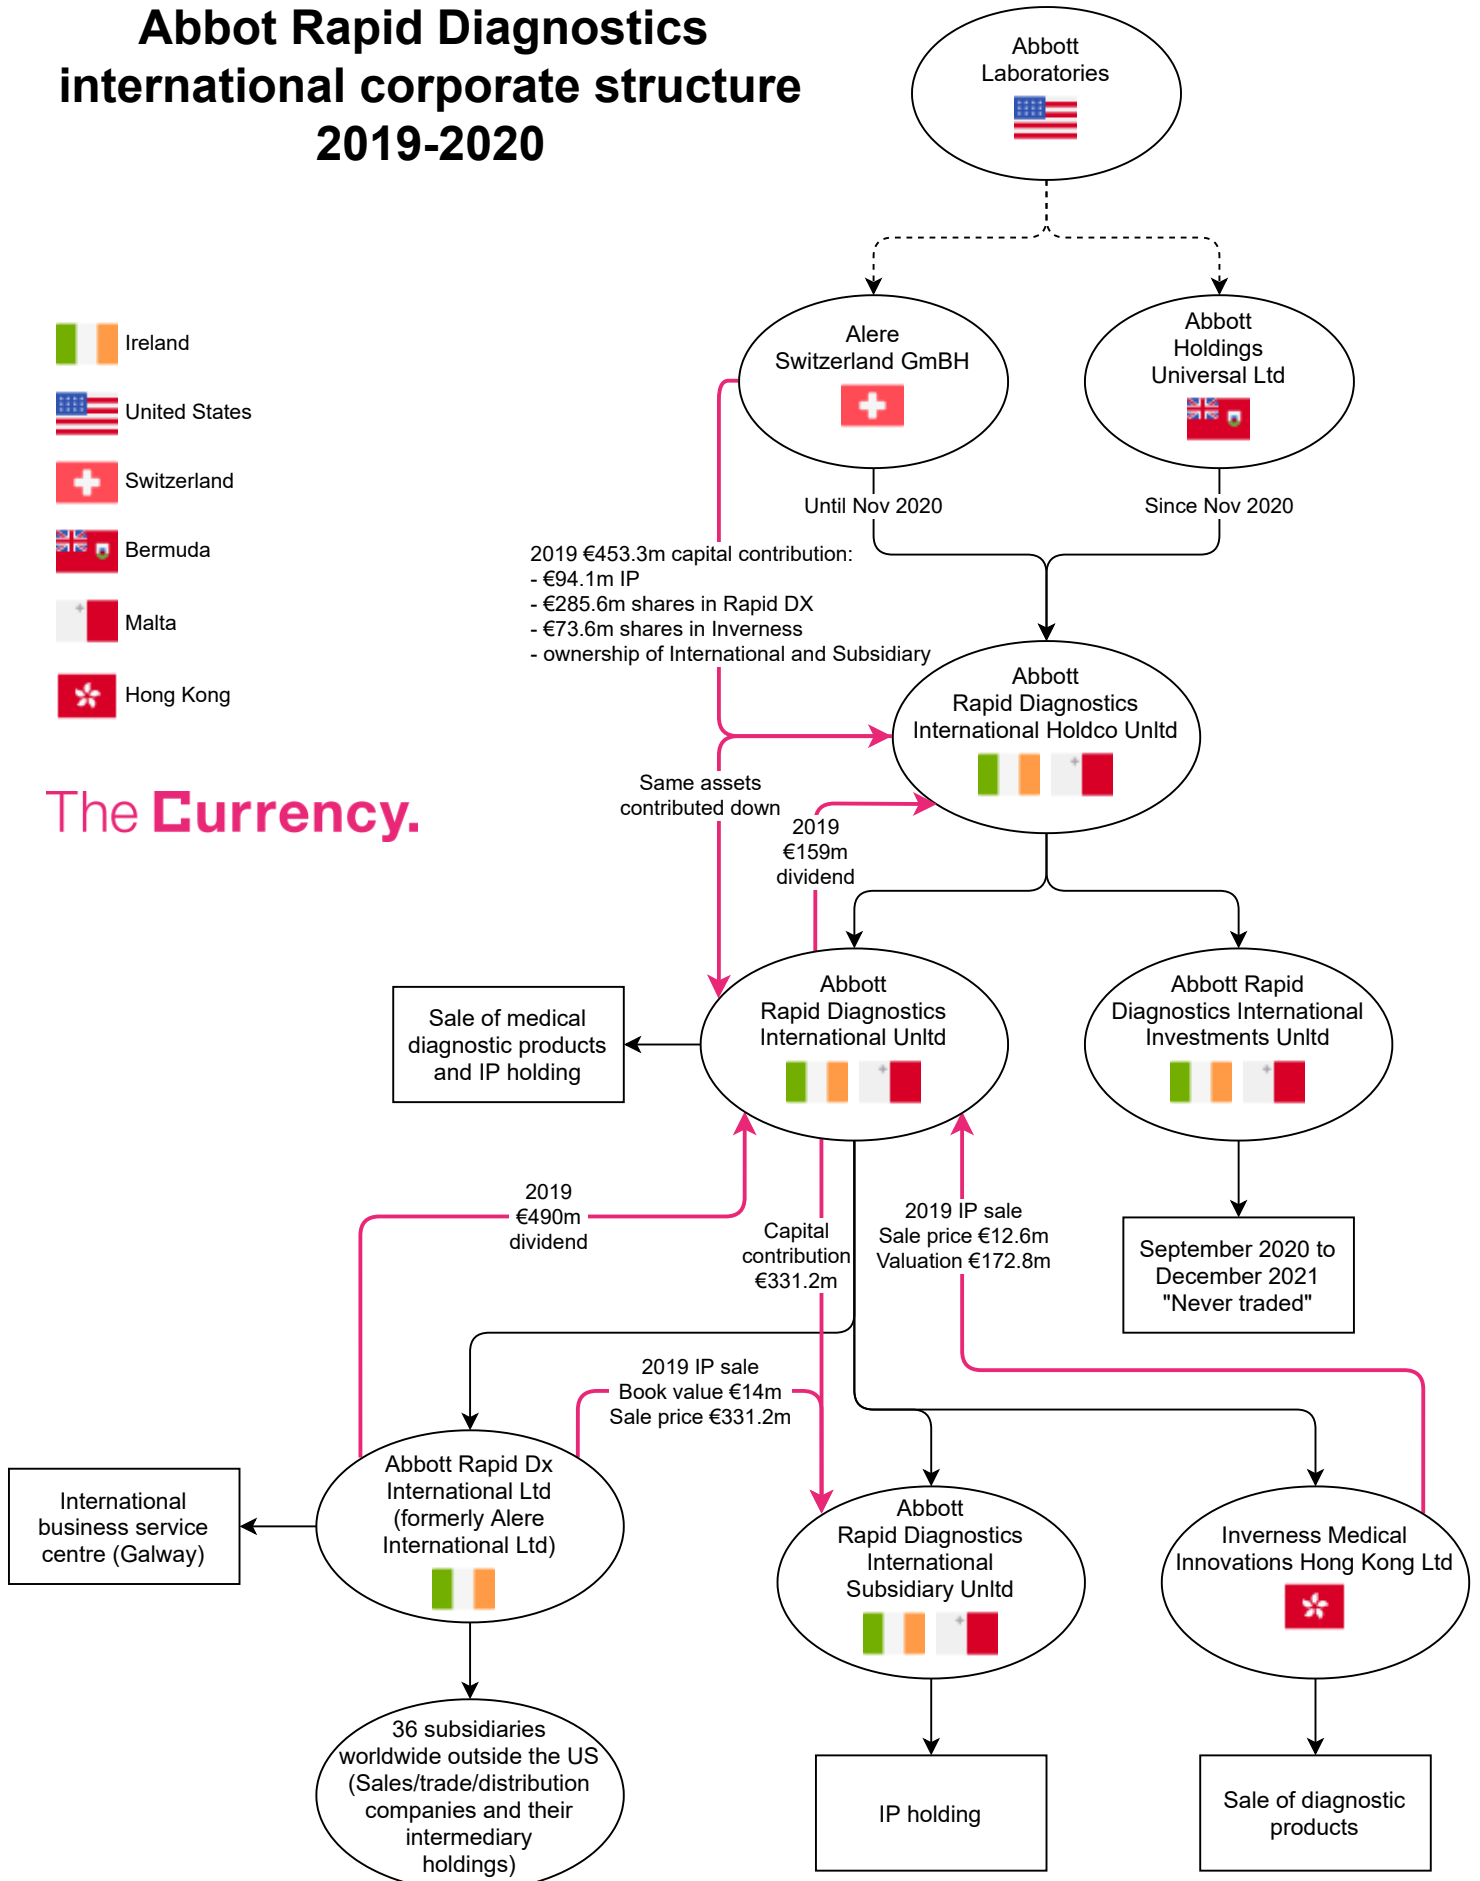 Abbot Rapid Diagnostics
international corporate structure
2019-2020
Abbott
Laboratories
Ireland
United States
Switzerland
Bermuda
Malta
Hong Kong
The Currency.
Alere
Switzerland GmBH
Abbott
Holdings
Universal Ltd
Until Nov 2020
Since Nov 2020
2019 €453.3m capital contribution:
- €94.1m IP
- €285.6m shares in Rapid DX
- €73.6m shares in Inverness
- ownership of International and Subsidiary
Abbott
Rapid Diagnostics
International Holdco Unltd
Same assets
contributed down
2019
€159m
dividend
Sale of medical
diagnostic products
and IP holding
Abbott
Rapid Diagnostics
International Unltd
Abbott Rapid
Diagnostics International
Investments Unltd
2019
€490m
dividend
Capital
contribution
€331.2m
2019 IP sale
Sale price €12.6m
Valuation €172.8m
September 2020 to
December 2021
"Never traded"
2019 IP sale
Book value €14m
Sale price €331.2m
International
business service
centre (Galway)
Abbott Rapid Dx
International Ltd
(formerly Alere
International Ltd)
Abbott
Rapid Diagnostics
International
Subsidiary Unltd
Inverness Medical
Innovations Hong Kong Ltd
36 subsidiaries
worldwide outside the US
(Sales/trade/distribution
companies and their
intermediary
holdings)
IP holding
Sale of diagnostic
products